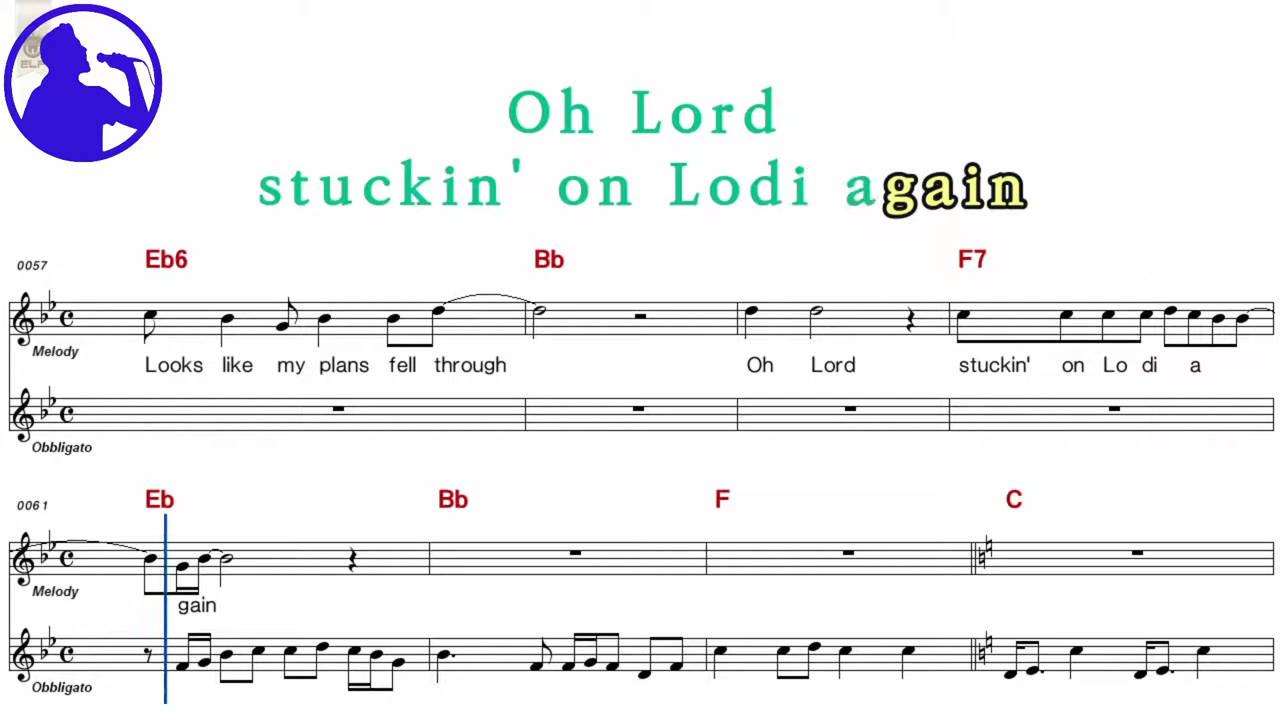 Oh Lord
stuckin' on Lodi again
0057
Eb6 Bb F7
Melody
Looks like my plans fell through Oh Lord stuckin' on Lo di a
Obbligato
0061
Eb Bb F C
Melody
gain
Obbligato